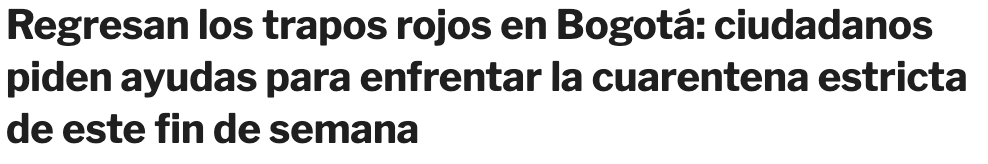 Regresan los trapos rojos en Bogotá: ciudadanos
piden ayudas para enfrentar la cuarentena estricta
de este fin de semana